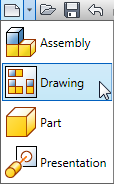 Assembly
Drawing
Part
Presentation